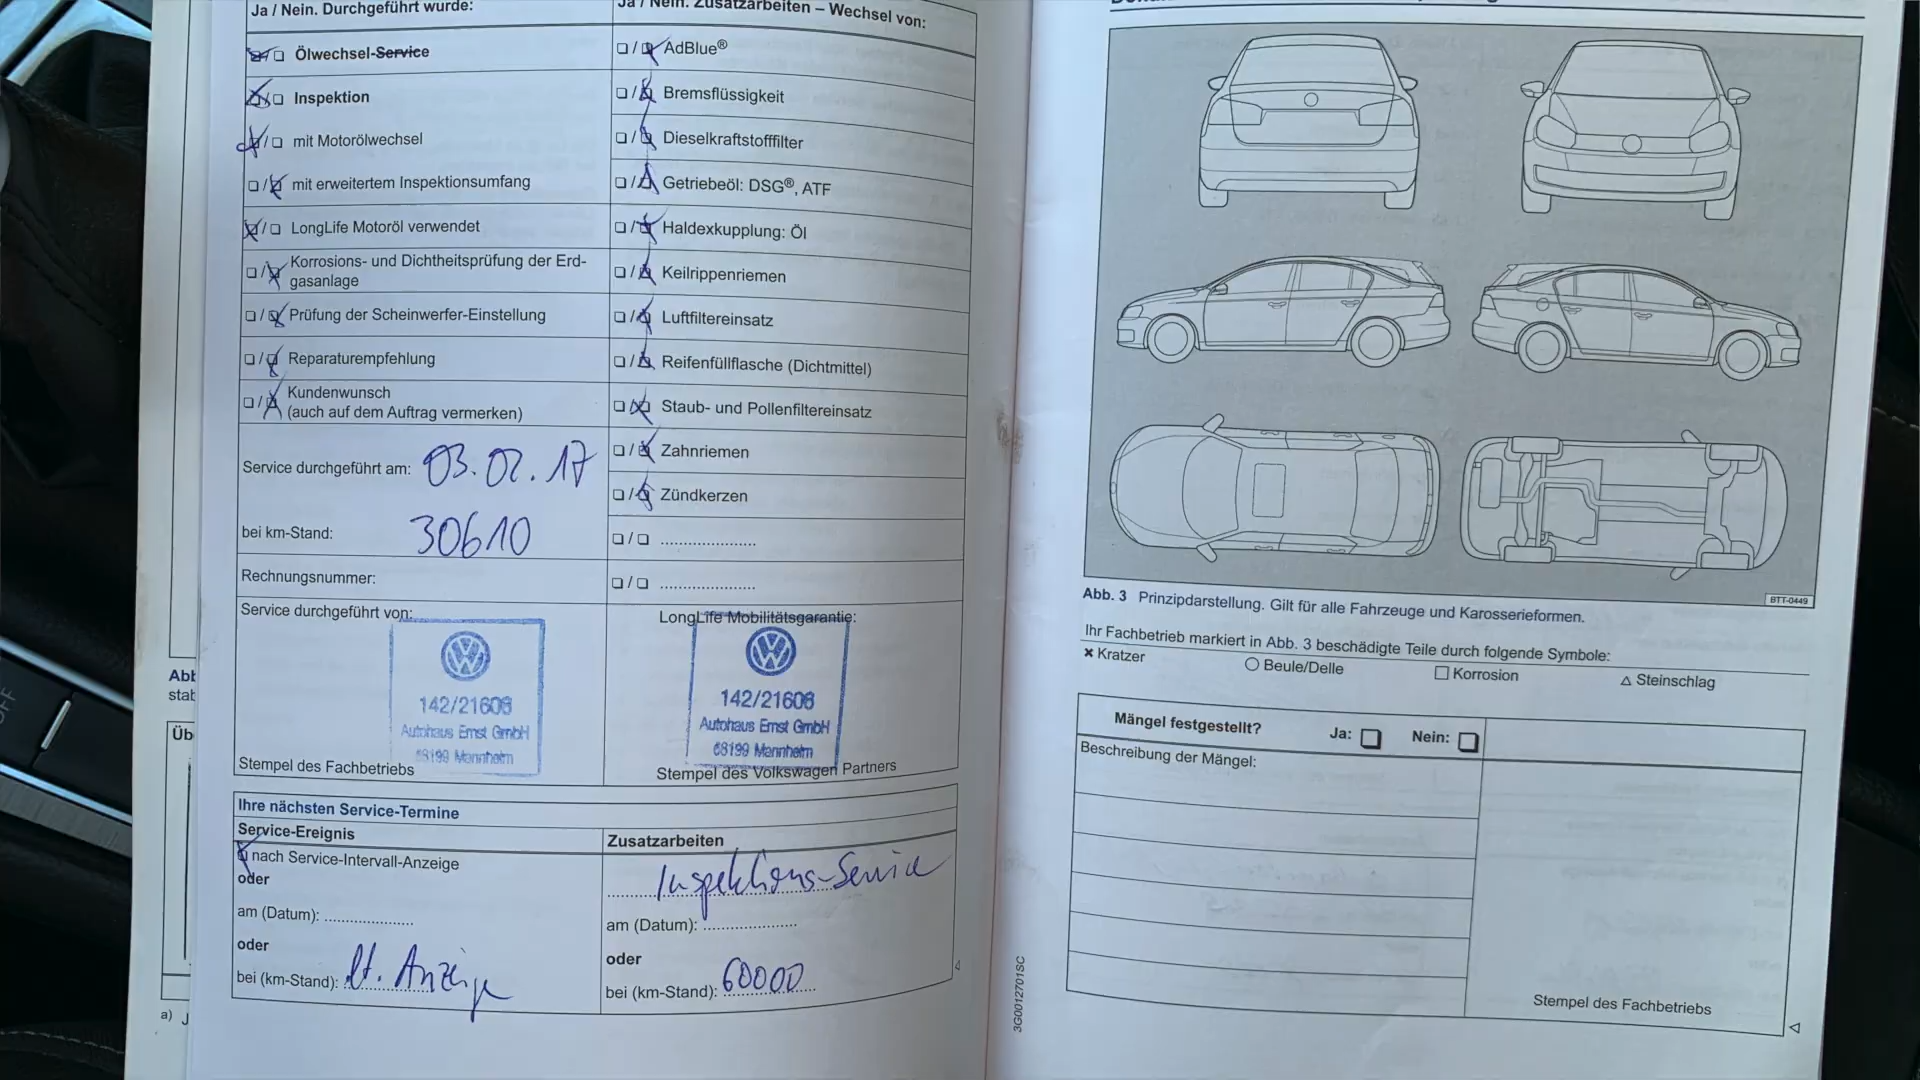 Ja / Nein. Durchgeführt wurde:
Ölwechsel-Service
Inspektion
mit Motorölwechsel
mit erweitertem Inspektionsumfang
LongLife Motoröl verwendet
Korrosions- und Dichtheitsprüfung der Erd-
gasanlage
Prüfung der Scheinwerfer-Einstellung
Reparaturempfehlung
Kundenwunsch
(auch auf dem Auftrag vermerken)
Service durchgeführt am: 03.02.17
bei km-Stand: 30610
Rechnungsnummer:
Service durchgeführt von:
142/21606
Autohaus Ernst GmbH
68199 Mannheim
Stempel des Fachbetriebs
Ja / Nein. Zusatzarbeiten – Wechsel von:
AdBlue®
Bremsflüssigkeit
Dieselkraftstofffilter
Getriebeöl: DSG®, ATF
Haldexkupplung: Öl
Keilrippenriemen
Luftfiltereinsatz
Reifenfüllflasche (Dichtmittel)
Staub- und Pollenfiltereinsatz
Zahnriemen
Zündkerzen
LongLife Mobilitätsgarantie:
142/21606
Autohaus Ernst GmbH
68199 Mannheim
Stempel des Volkswagen Partners
Ihre nächsten Service-Termine
Service-Ereignis
nach Service-Intervall-Anzeige
oder
am (Datum):
oder
bei (km-Stand): lt. Anzeige
Zusatzarbeiten
Inspektions-Service
am (Datum):
oder
bei (km-Stand): 60000
3G0012701SC
BTT-0449
Abb. 3 Prinzipdarstellung. Gilt für alle Fahrzeuge und Karosserieformen.
Ihr Fachbetrieb markiert in Abb. 3 beschädigte Teile durch folgende Symbole:
× Kratzer ○ Beule/Delle □ Korrosion △ Steinschlag
Mängel festgestellt? Ja: Nein:
Beschreibung der Mängel:
Stempel des Fachbetriebs